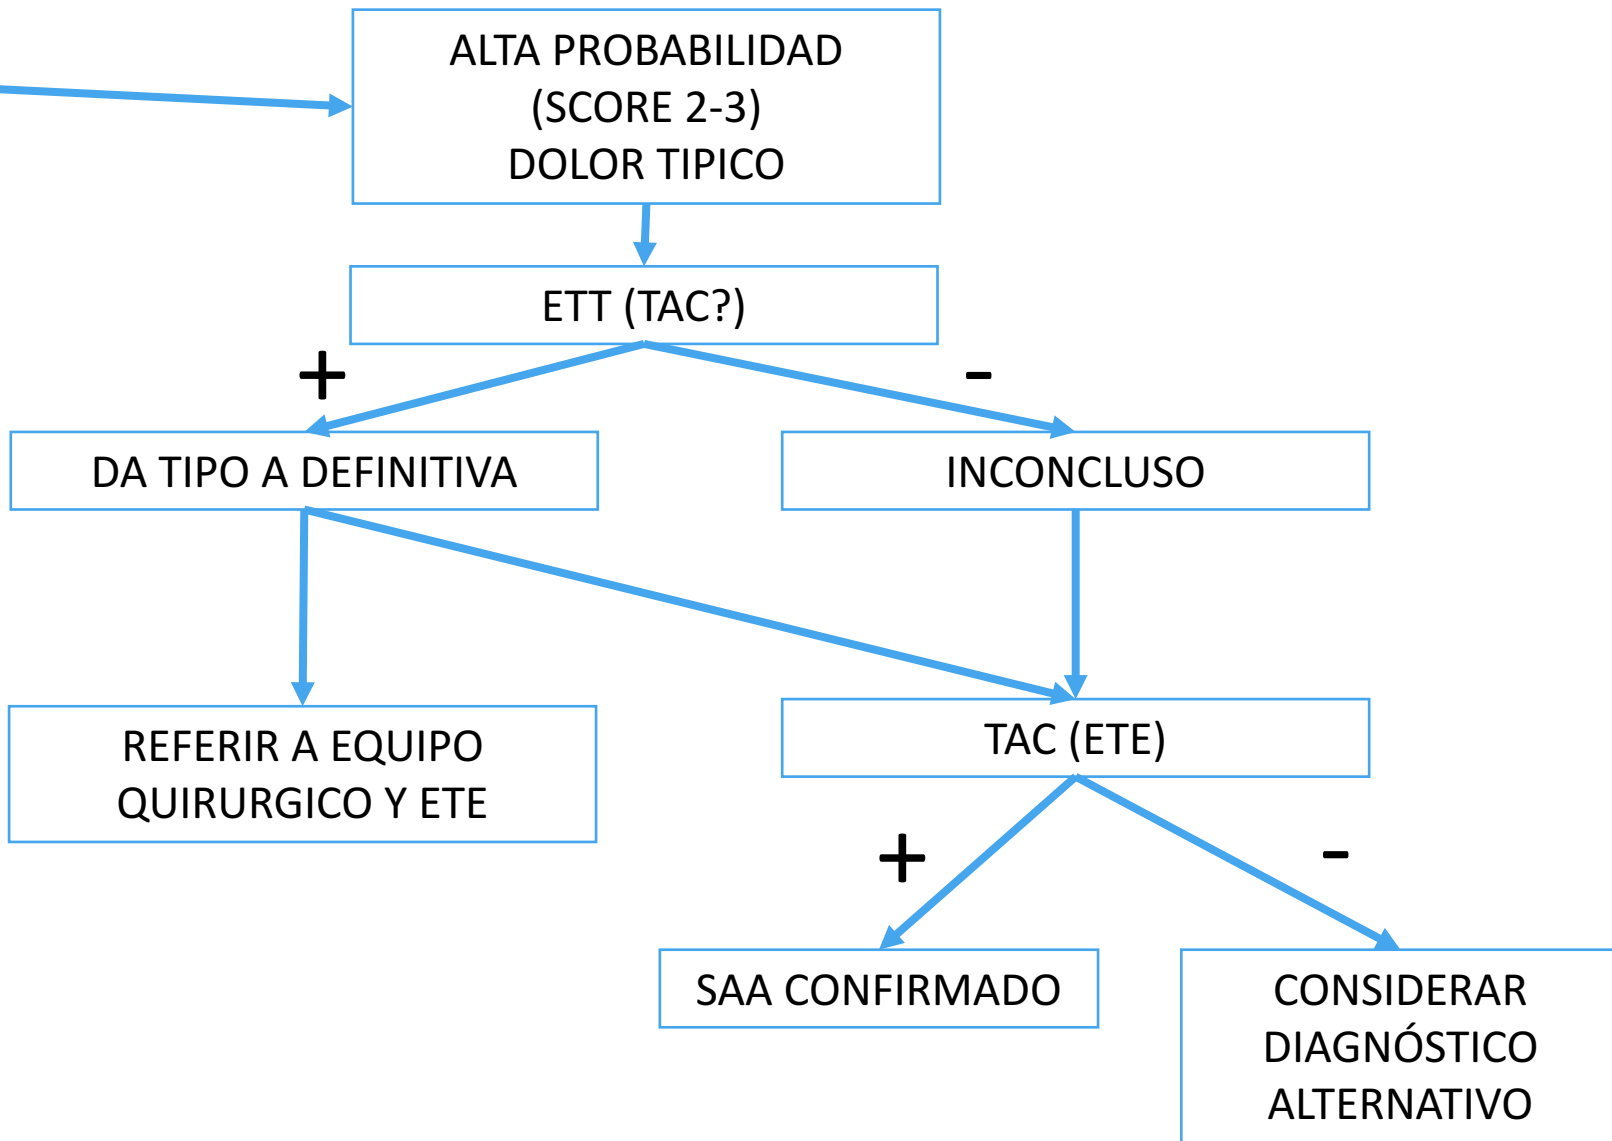 ALTA PROBABILIDAD
(SCORE 2-3)
DOLOR TIPICO
ETT (TAC?)
+
-
DA TIPO A DEFINITIVA
INCONCLUSO
REFERIR A EQUIPO
QUIRURGICO Y ETE
TAC (ETE)
+
-
SAA CONFIRMADO
CONSIDERAR
DIAGNÓSTICO
ALTERNATIVO